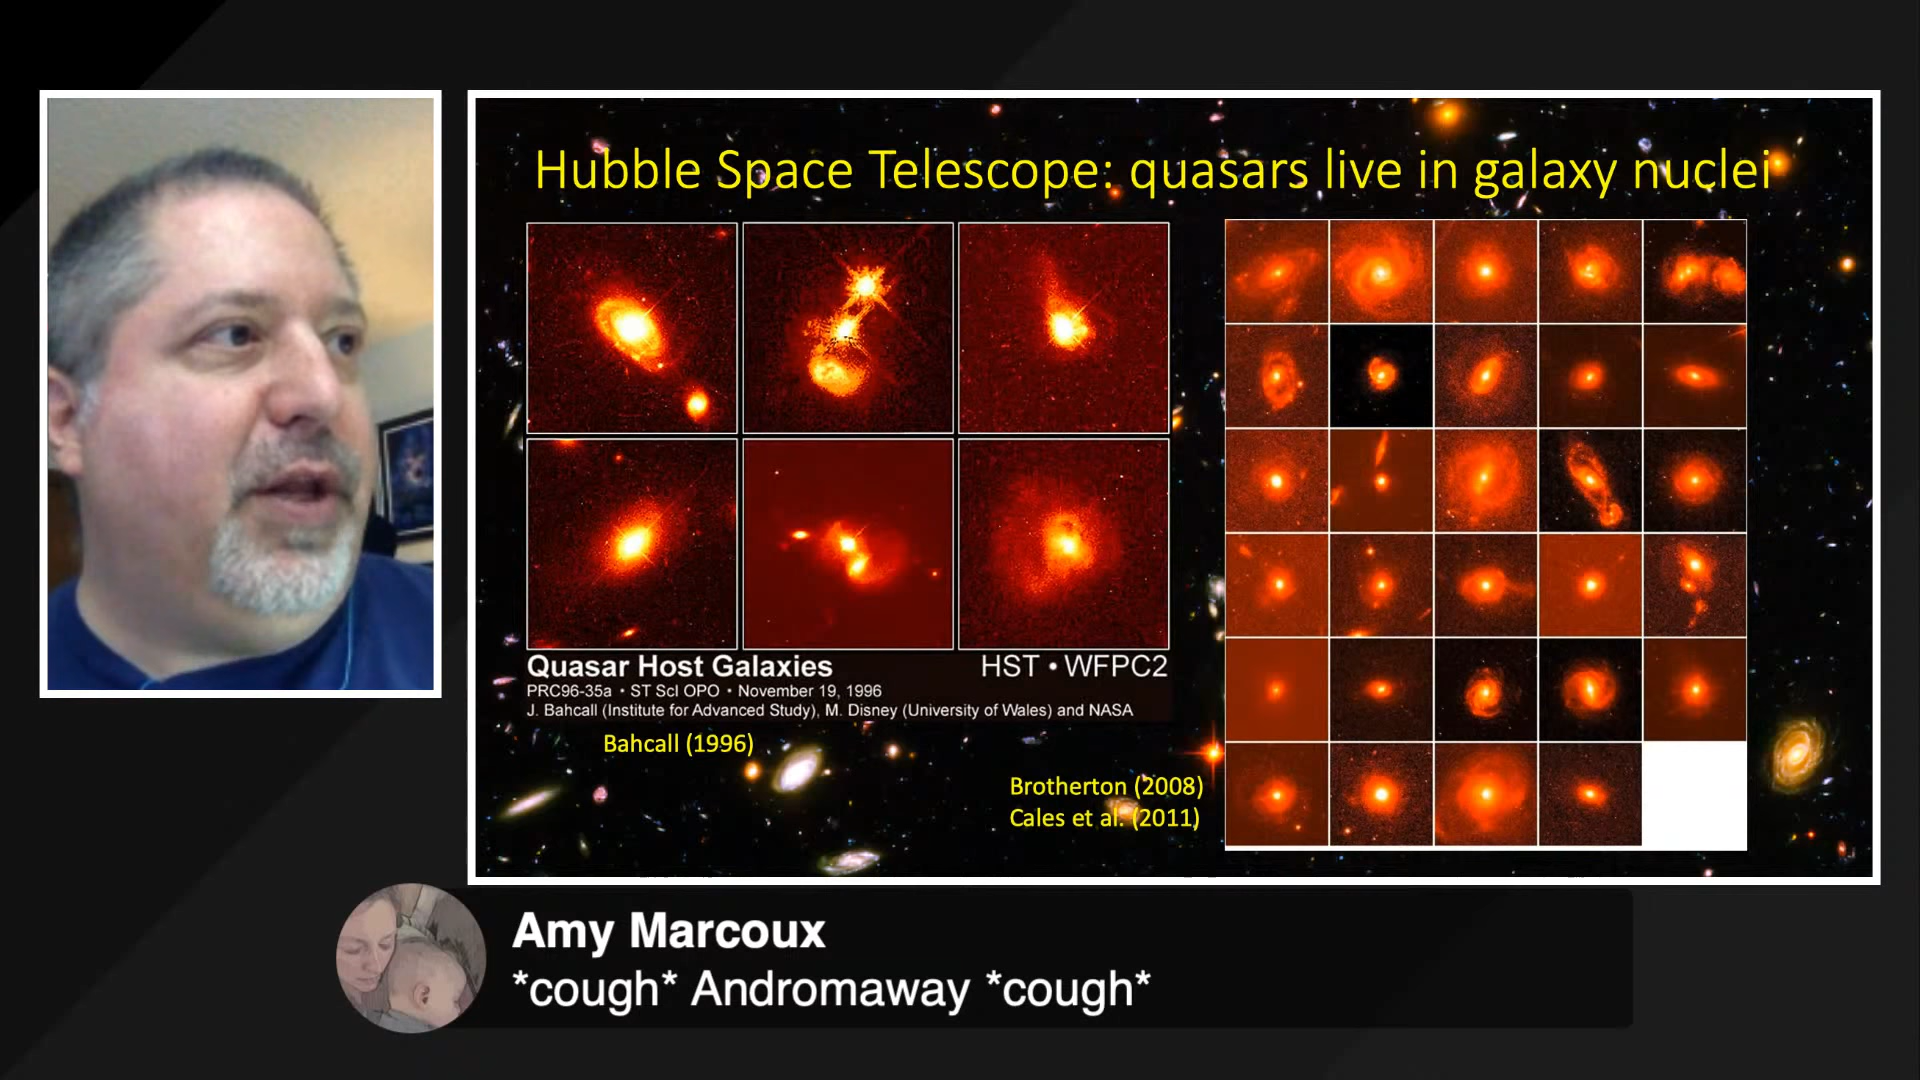 Hubble Space Telescope: quasars live in galaxy nuclei
Quasar Host Galaxies
HST • WFPC2
PRC96-35a • ST ScI OPO • November 19, 1996
J. Bahcall (Institute for Advanced Study), M. Disney (University of Wales) and NASA
Bahcall (1996)
Brotherton (2008)
Cales et al. (2011)
Amy Marcoux
*cough* Andromaway *cough*